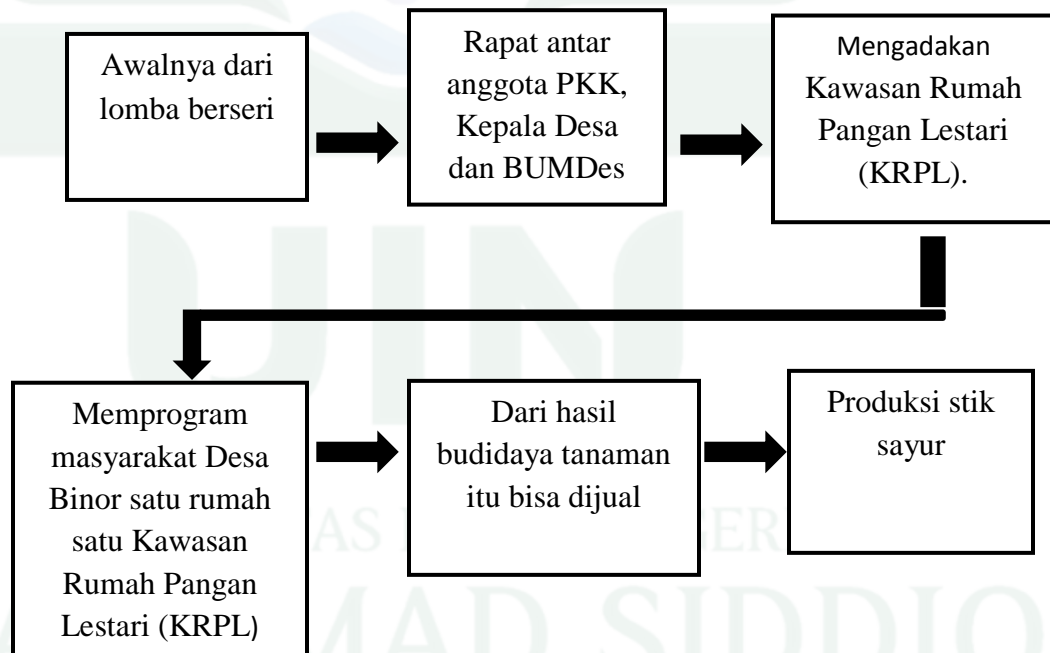 Awalnya dari
lomba berseri
Rapat antar
anggota PKK,
Kepala Desa
dan BUMDes
Mengadakan
Kawasan Rumah
Pangan Lestari
(KRPL).
Memprogram
masyarakat Desa
Binor satu rumah
satu Kawasan
Rumah Pangan
Lestari (KRPL)
Dari hasil
budidaya tanaman
itu bisa dijual
Produksi stik
sayur
UIN